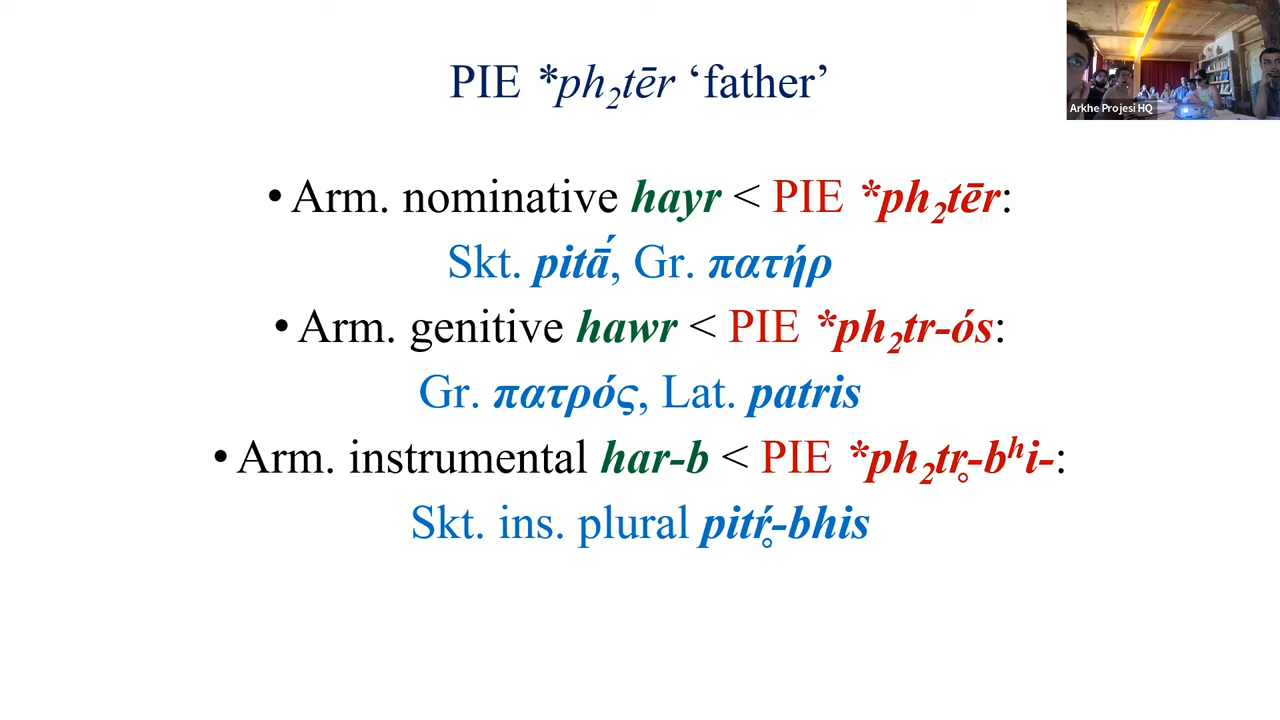 PIE *ph₂tēr ‘father’
Arkhe Projesi HQ
• Arm. nominative hayr < PIE *ph₂tēr:
Skt. pitā́, Gr. πατήρ
• Arm. genitive hawr < PIE *ph₂tr-ós:
Gr. πατρός, Lat. patris
• Arm. instrumental har-b < PIE *ph₂tr̥-bʰi-:
Skt. ins. plural pitŕ̥-bhis